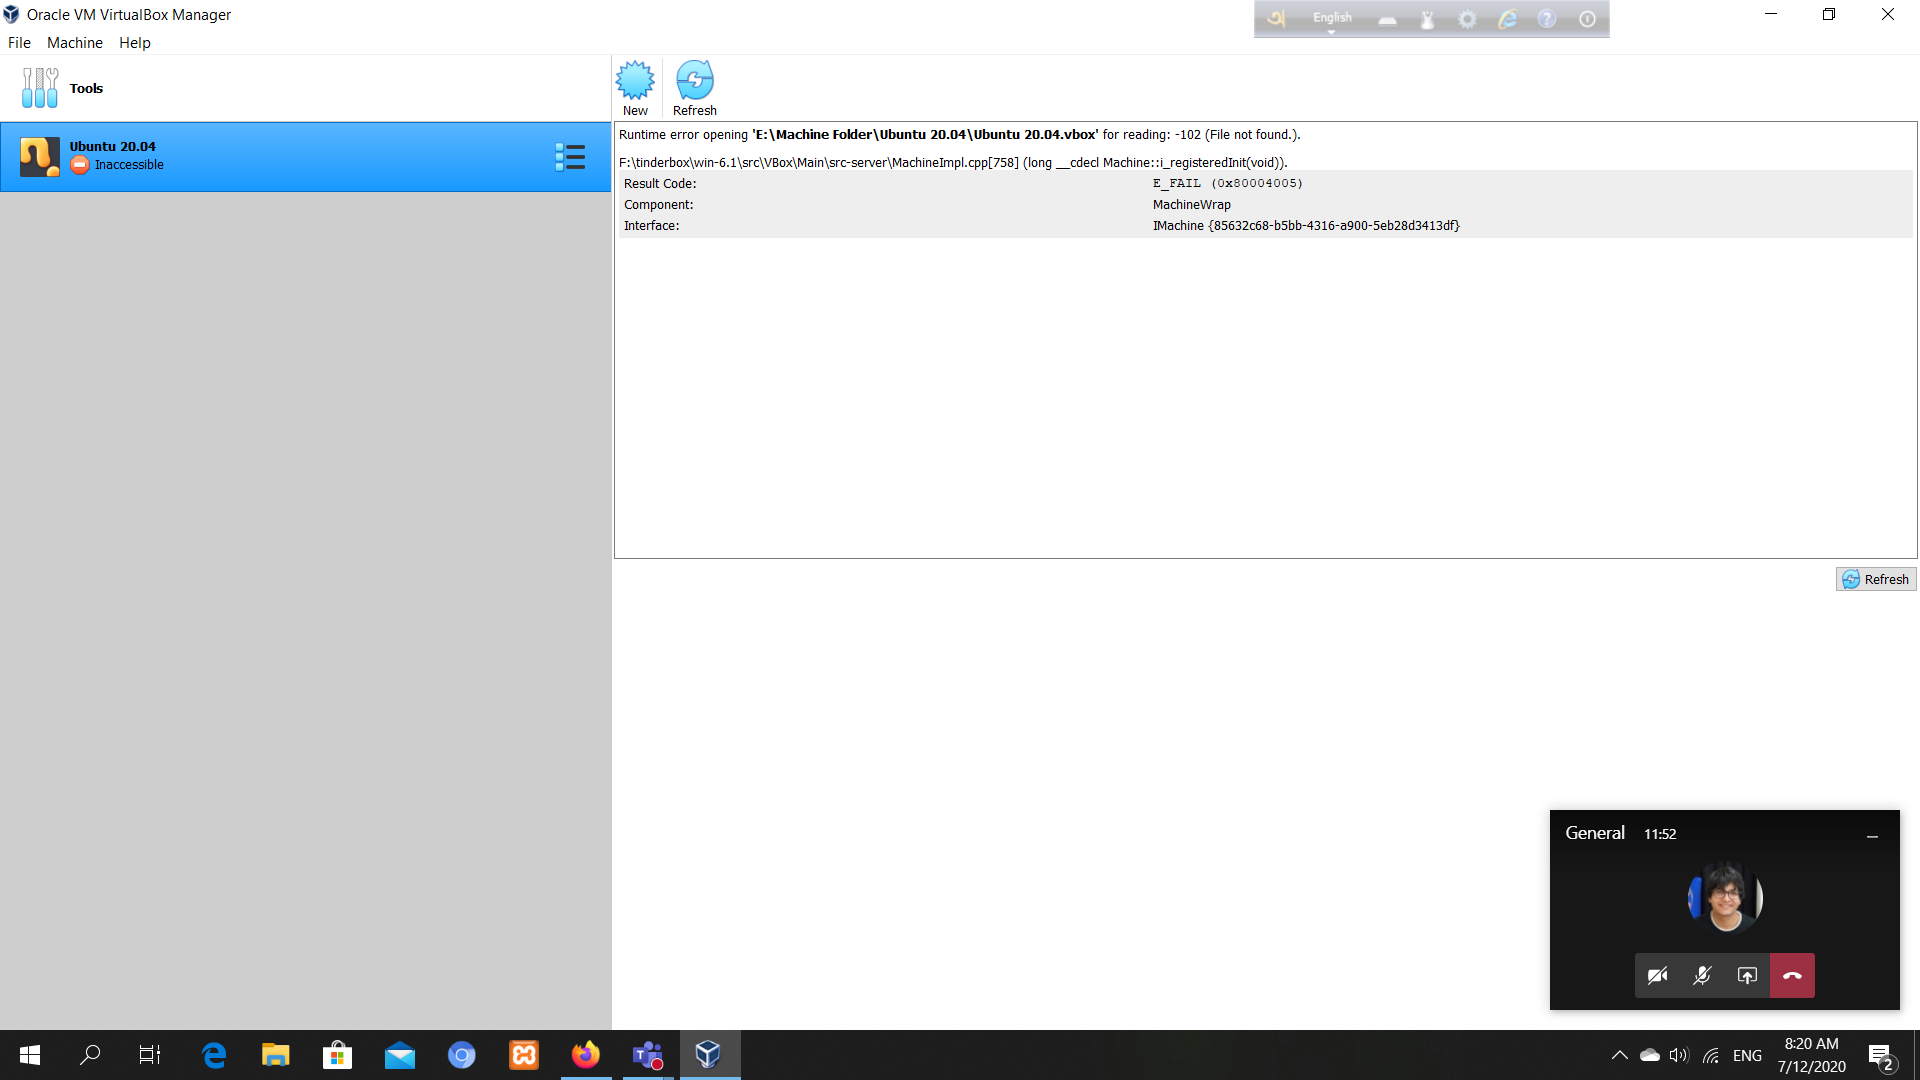 Oracle VM VirtualBox Manager
English
File Machine Help
Tools
New
Refresh
Ubuntu 20.04
Inaccessible
Runtime error opening 'E:\Machine Folder\Ubuntu 20.04\Ubuntu 20.04.vbox' for reading: -102 (File not found.).
F:\tinderbox\win-6.1\src\VBox\Main\src-server\MachineImpl.cpp[758] (long __cdecl Machine::i_registeredInit(void)).
Result Code: E_FAIL (0x80004005)
Component: MachineWrap
Interface: IMachine {85632c68-b5bb-4316-a900-5eb28d3413df}
Refresh
General 11:52
ENG
8:20 AM
7/12/2020
2